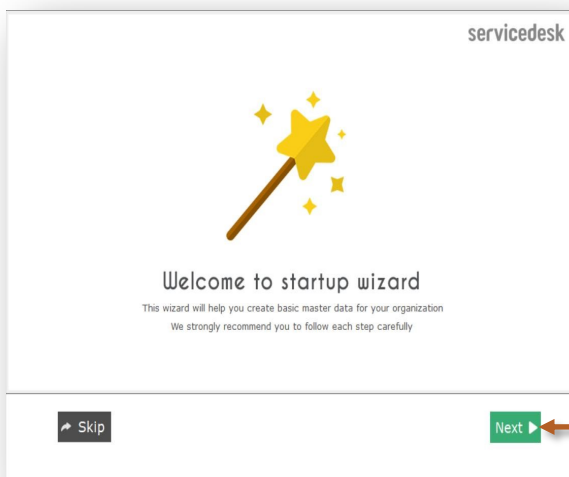 servicedesk
Welcome to startup wizard
This wizard will help you create basic master data for your organization
We strongly recommend you to follow each step carefully
Skip
Next